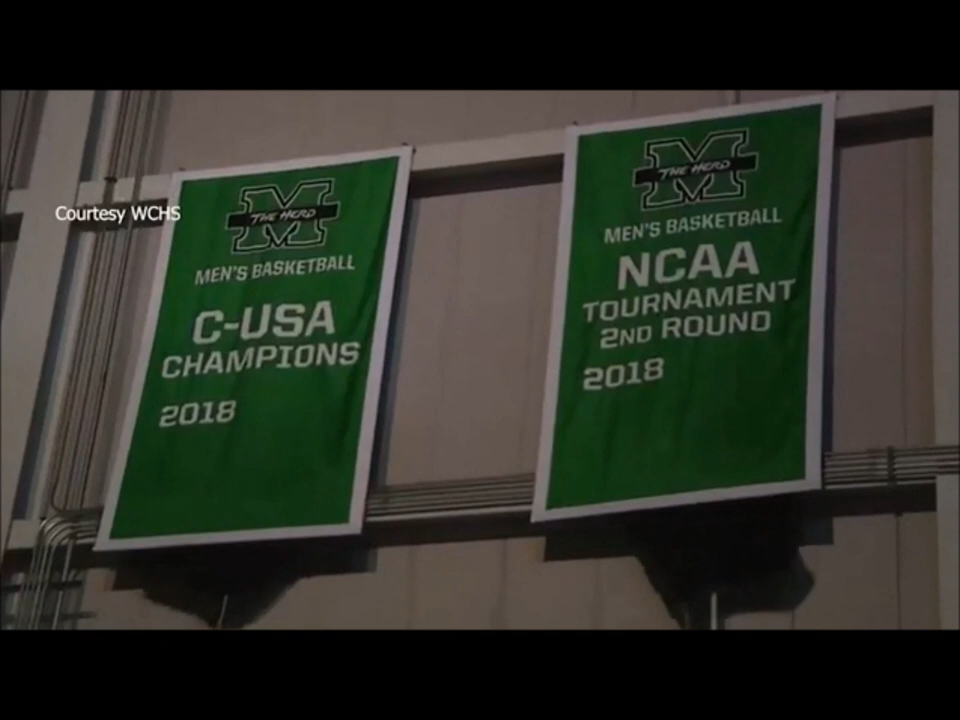 Courtesy WCHS
M
THE HERD
MEN'S BASKETBALL
C-USA
CHAMPIONS
2018
M
THE HERD
MEN'S BASKETBALL
NCAA
TOURNAMENT
2ND ROUND
2018